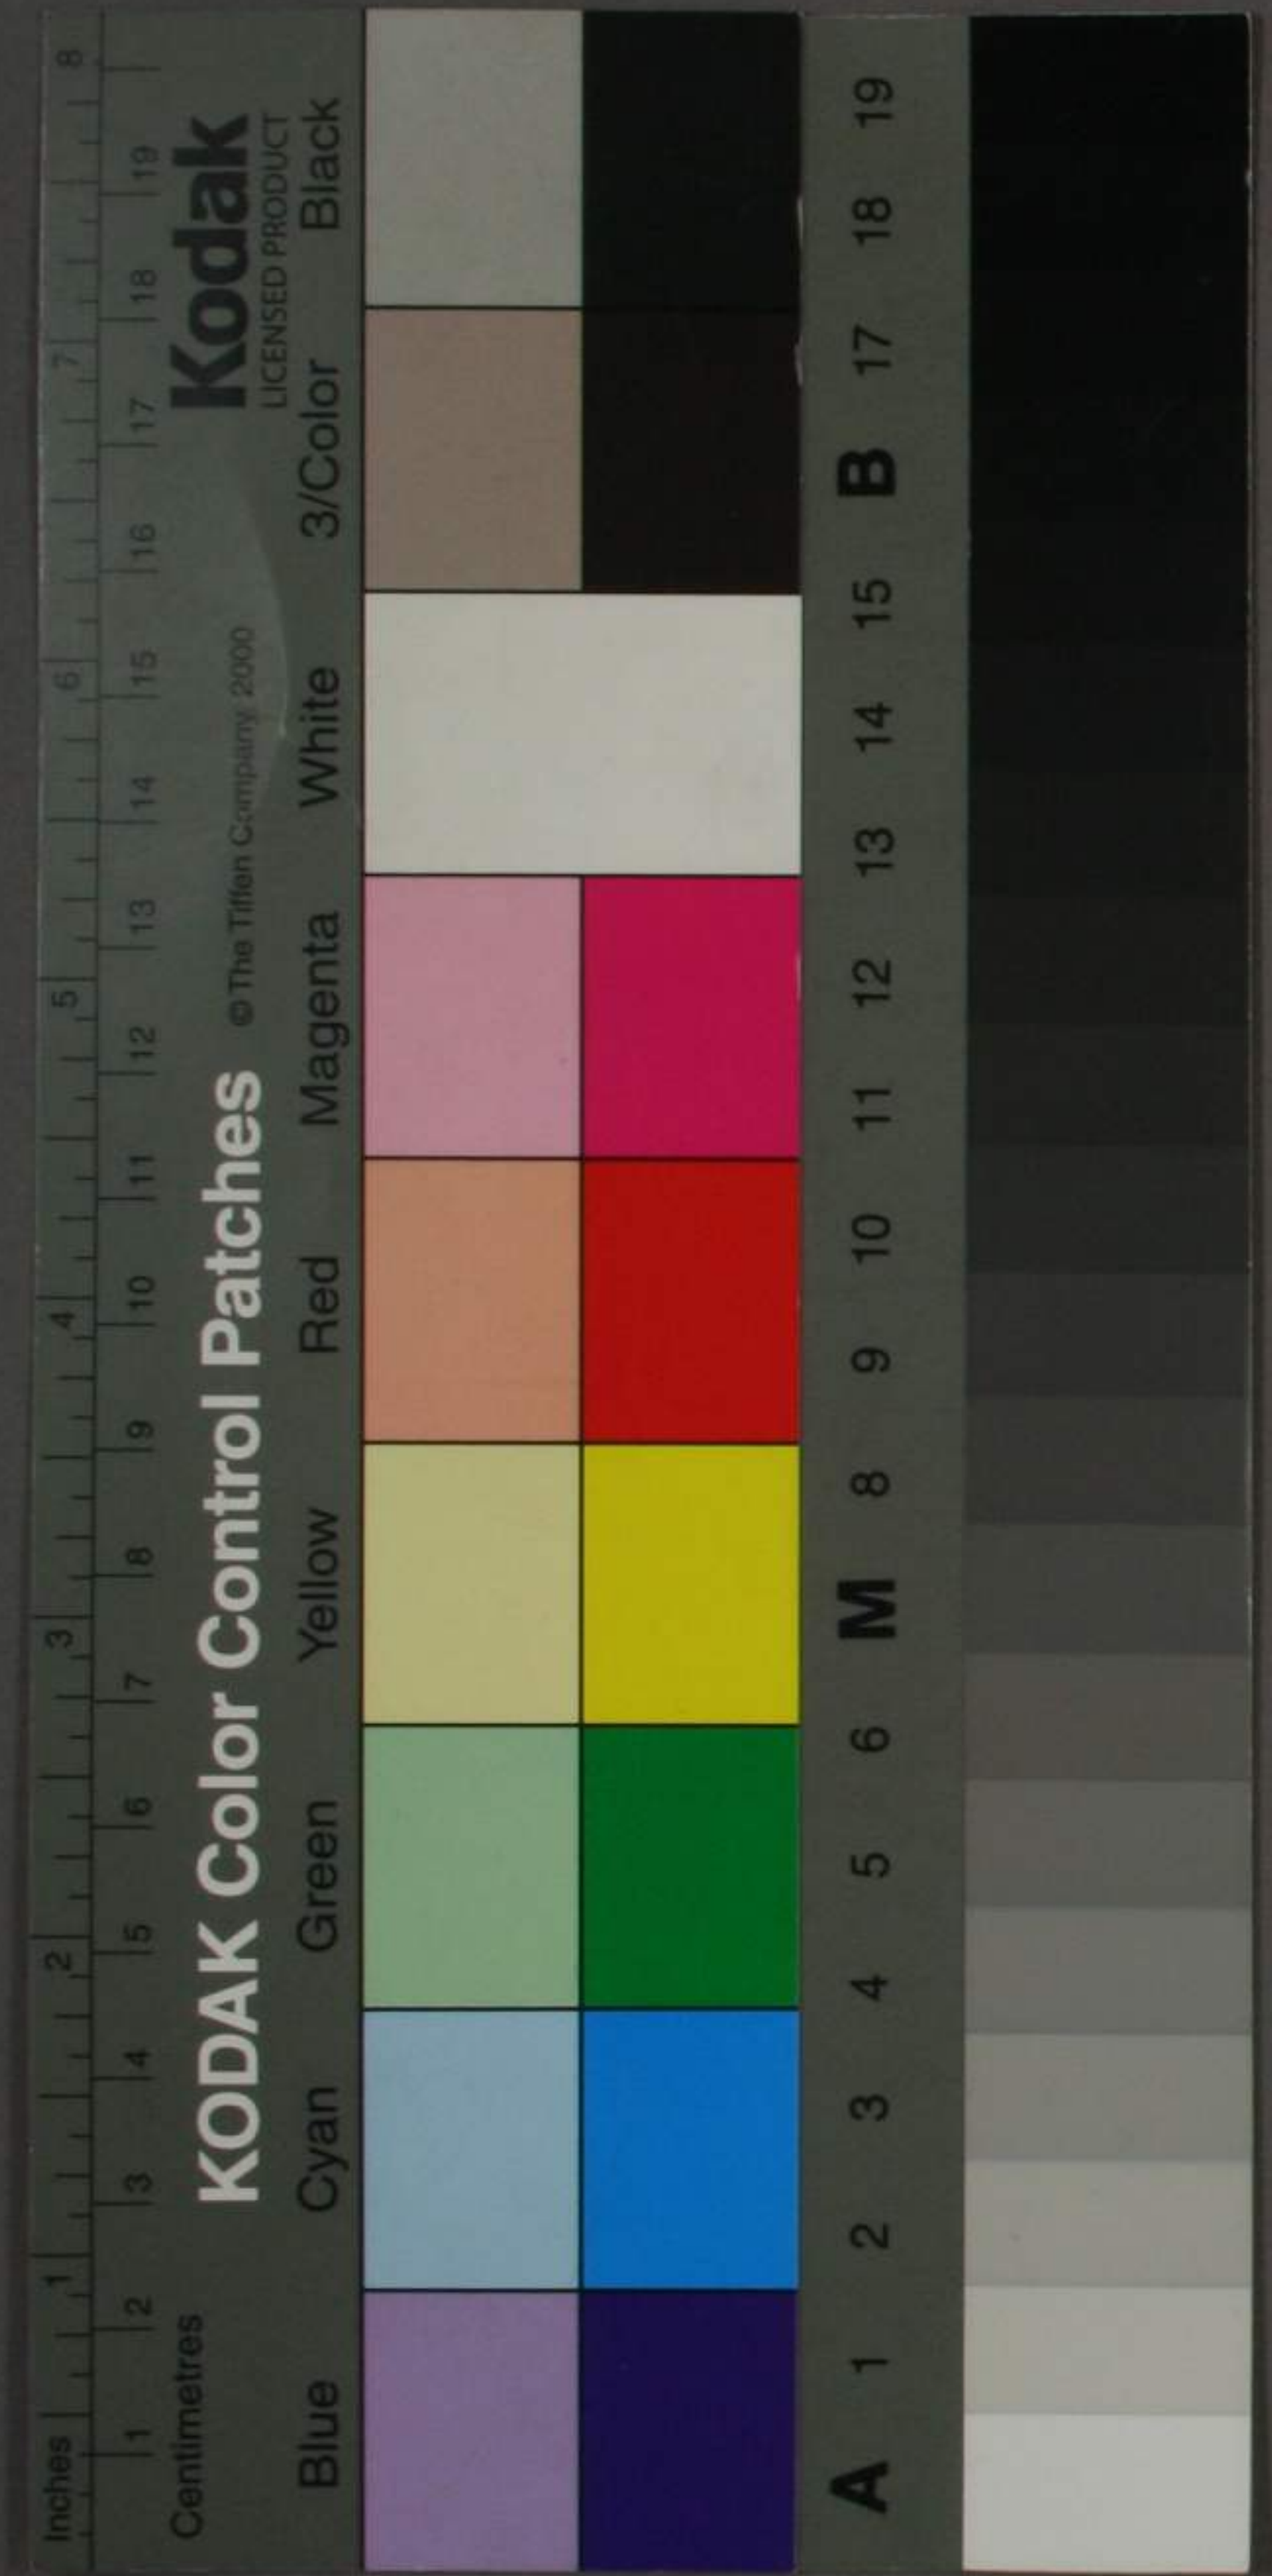 Inches 1 2 3 4 5 6 7 8
Centimetres 1 2 3 4 5 6 7 8 9 10 11 12 13 14 15 16 17 18 19
KODAK Color Control Patches © The Tiffen Company 2000 Kodak
LICENSED PRODUCT
Blue Cyan Green Yellow Red Magenta White 3/Color Black
A 1 2 3 4 5 6 M 8 9 10 11 12 13 14 15 B 17 18 19